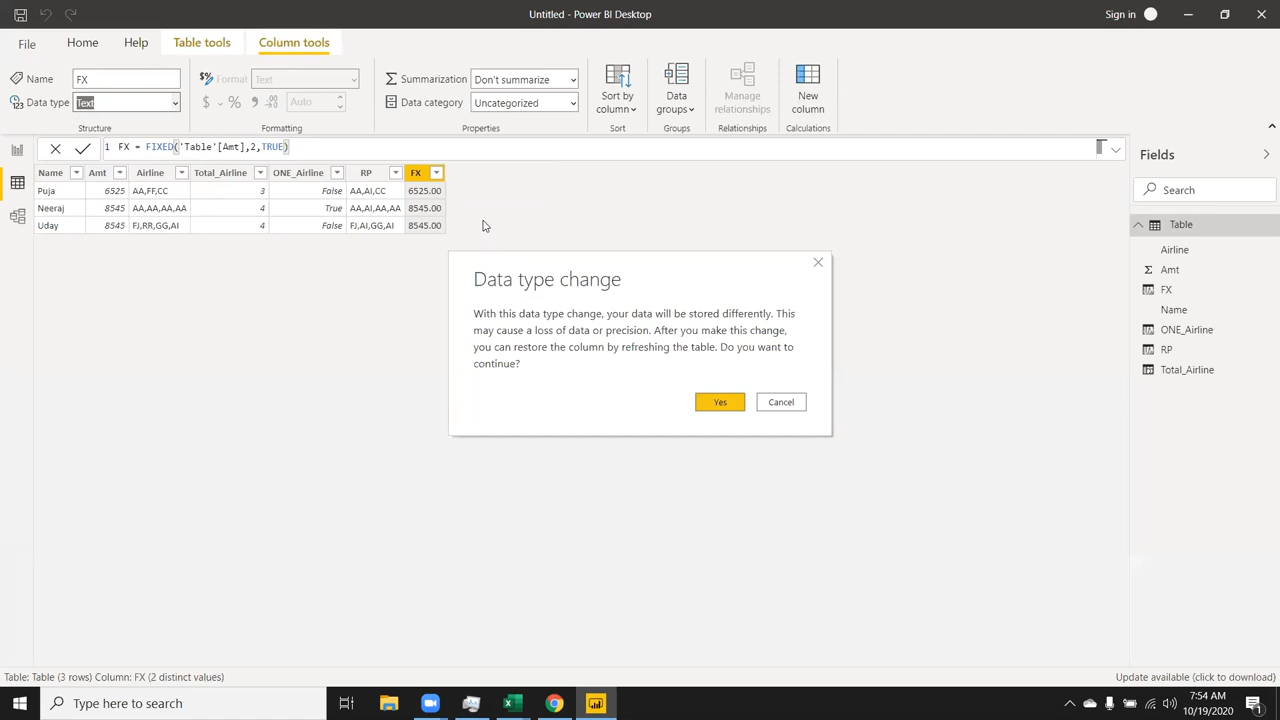 Untitled - Power BI Desktop
Sign in
File
Home
Help
Table tools
Column tools
Name
FX
Format
Text
Summarization
Don't summarize
Data type
Text
$
%
Auto
Data category
Uncategorized
Sort by
column
Data
groups
Manage
relationships
New
column
Structure
Formatting
Properties
Sort
Groups
Relationships
Calculations
1 FX = FIXED('Table'[Amt],2,TRUE)
Name Amt Airline Total_Airline ONE_Airline RP FX
Puja 6525 AA,FF,CC 3 False AA,AI,CC 6525.00
Neeraj 8545 AA,AA,AA,AA 4 True AA,AI,AA,AA 8545.00
Uday 8545 FJ,RR,GG,AI 4 False FJ,AI,GG,AI 8545.00
Data type change
With this data type change, your data will be stored differently. This
may cause a loss of data or precision. After you make this change,
you can restore the column by refreshing the table. Do you want to
continue?
Yes
Cancel
Fields
Search
Table
Airline
Amt
FX
Name
ONE_Airline
RP
Total_Airline
Table: Table (3 rows) Column: FX (2 distinct values)
Update available (click to download)
Type here to search
7:54 AM
10/19/2020